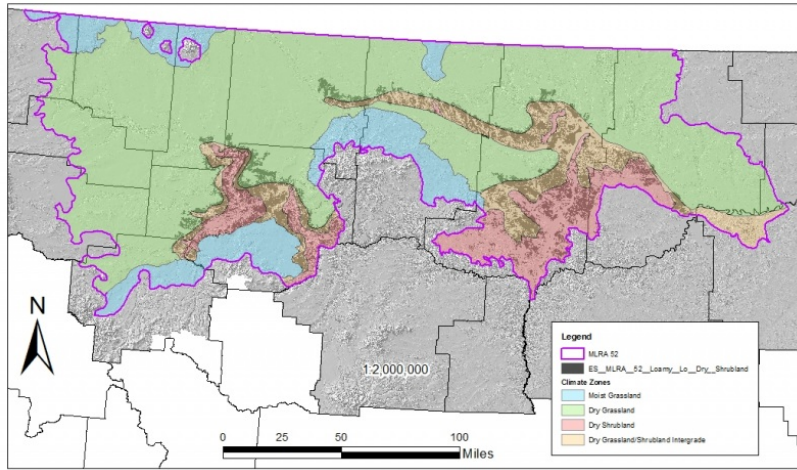 N
1:2,000,000
0 25 50 100
Miles
Legend
MLRA 52
ES__MLRA__52__Loamy__Lo__Dry__Shrubland
Climate Zones
Moist Grassland
Dry Grassland
Dry Shrubland
Dry Grassland/Shrubland Intergrade